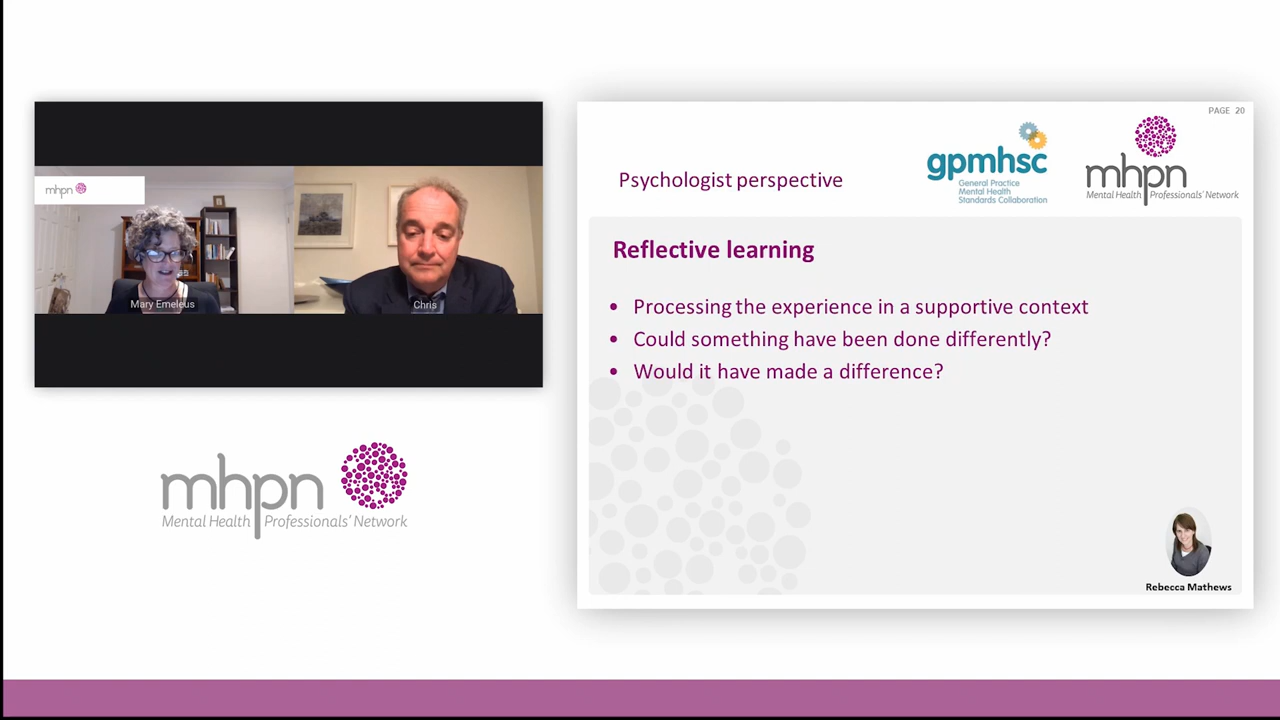 mhpn
Mary Emeleus
Chris
mhpn
Mental Health Professionals' Network
PAGE 20
Psychologist perspective
gpmhsc
General Practice
Mental Health
Standards Collaboration
mhpn
Mental Health Professionals' Network
Reflective learning
• Processing the experience in a supportive context
• Could something have been done differently?
• Would it have made a difference?
Rebecca Mathews